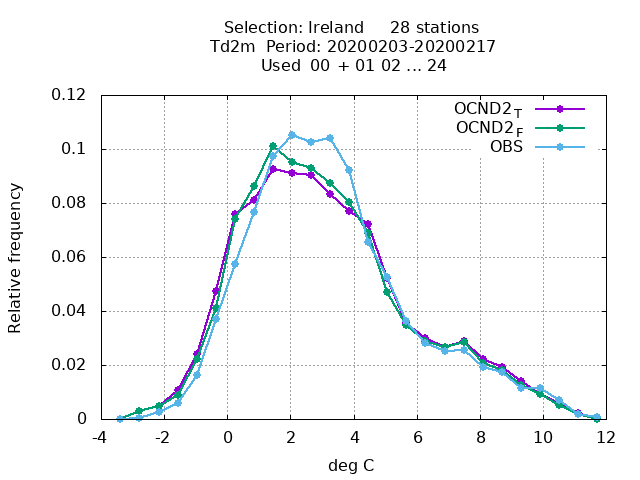 Selection: Ireland 28 stations
Td2m Period: 20200203-20200217
Used 00 + 01 02 ... 24
0.12
0.1
0.08
0.06
0.04
0.02
0
Relative frequency
OCND2_T
OCND2_F
OBS
-4 -2 0 2 4 6 8 10 12
deg C